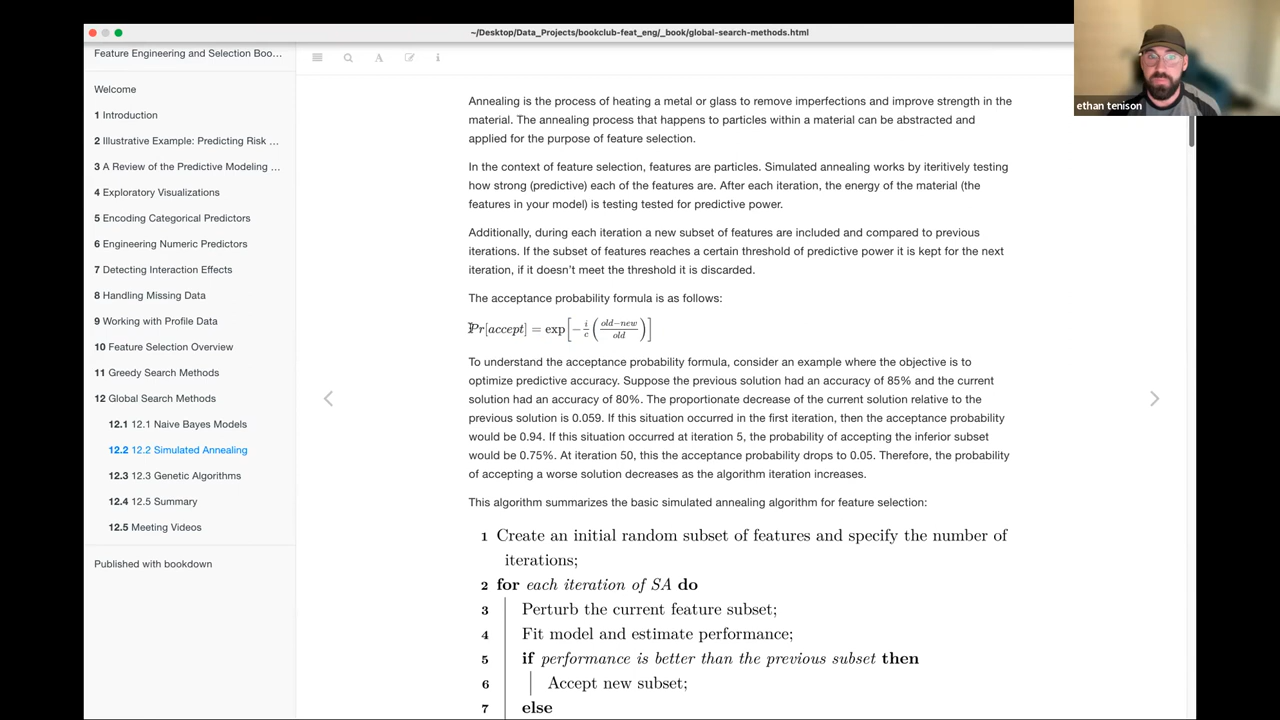 ~/Desktop/Data_Projects/bookclub-feat_eng/_book/global-search-methods.html
ethan tenison
Feature Engineering and Selection Boo...
Welcome
1 Introduction
2 Illustrative Example: Predicting Risk ...
3 A Review of the Predictive Modeling ...
4 Exploratory Visualizations
5 Encoding Categorical Predictors
6 Engineering Numeric Predictors
7 Detecting Interaction Effects
8 Handling Missing Data
9 Working with Profile Data
10 Feature Selection Overview
11 Greedy Search Methods
12 Global Search Methods
12.1 12.1 Naive Bayes Models
12.2 12.2 Simulated Annealing
12.3 12.3 Genetic Algorithms
12.4 12.5 Summary
12.5 Meeting Videos
Published with bookdown
Annealing is the process of heating a metal or glass to remove imperfections and improve strength in the
material. The annealing process that happens to particles within a material can be abstracted and
applied for the purpose of feature selection.
In the context of feature selection, features are particles. Simulated annealing works by iteritively testing
how strong (predictive) each of the features are. After each iteration, the energy of the material (the
features in your model) is testing tested for predictive power.
Additionally, during each iteration a new subset of features are included and compared to previous
iterations. If the subset of features reaches a certain threshold of predictive power it is kept for the next
iteration, if it doesn't meet the threshold it is discarded.
The acceptance probability formula is as follows:
Pr[accept] = exp[−i/c((old−new)/old)]
To understand the acceptance probability formula, consider an example where the objective is to
optimize predictive accuracy. Suppose the previous solution had an accuracy of 85% and the current
solution had an accuracy of 80%. The proportionate decrease of the current solution relative to the
previous solution is 0.059. If this situation occurred in the first iteration, then the acceptance probability
would be 0.94. If this situation occurred at iteration 5, the probability of accepting the inferior subset
would be 0.75%. At iteration 50, this the acceptance probability drops to 0.05. Therefore, the probability
of accepting a worse solution decreases as the algorithm iteration increases.
This algorithm summarizes the basic simulated annealing algorithm for feature selection:
1 Create an initial random subset of features and specify the number of
iterations;
2 for each iteration of SA do
3 Perturb the current feature subset;
4 Fit model and estimate performance;
5 if performance is better than the previous subset then
6 Accept new subset;
7 else